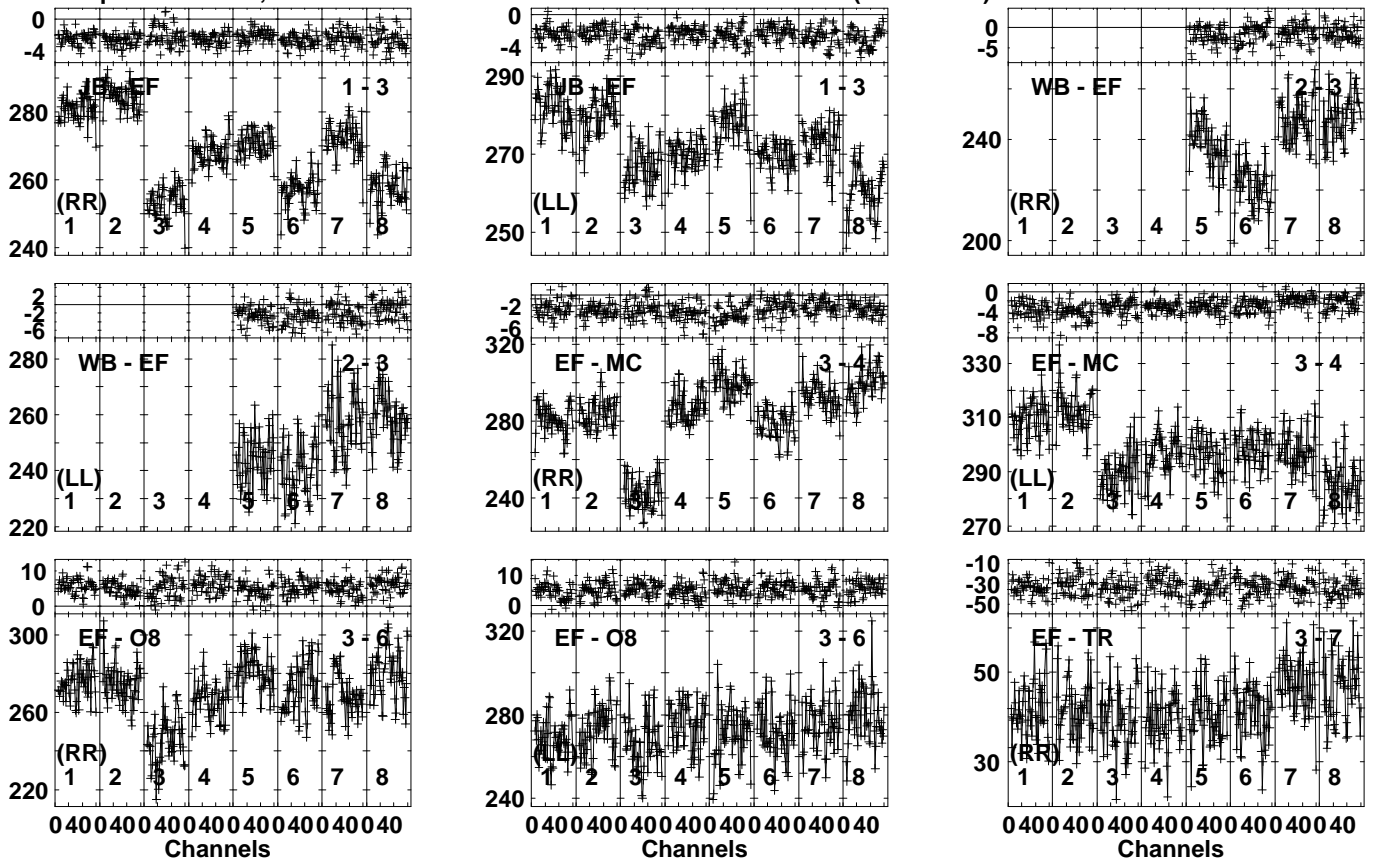 0
-4
JB - EF 1 - 3
280
260
240
(RR)
1 2 3 4 5 6 7 8
0
-4
290
JB - EF 1 - 3
270
250
(LL)
1 2 3 4 5 6 7 8
0
-5
WB - EF 2 - 3
240
200
(RR)
1 2 3 4 5 6 7 8
2
-2
-6
280
WB - EF 2 - 3
260
240
220
(LL)
1 2 3 4 5 6 7 8
-2
-6
320
EF - MC 3 - 4
280
240
(RR)
1 2 3 4 5 6 7 8
0
-4
-8
330
EF - MC 3 - 4
310
290
270
(LL)
1 2 3 4 5 6 7 8
10
0
300
EF - O8 3 - 6
260
220
(RR)
1 2 3 4 5 6 7 8
0 40 0 40 0 40 0 40 0 40 0 40 0 40 0 40
Channels
10
0
320
EF - O8 3 - 6
280
240
(LL)
1 2 3 4 5 6 7 8
0 40 0 40 0 40 0 40 0 40 0 40 0 40 0 40
Channels
-10
-30
-50
EF - TR 3 - 7
50
30
(RR)
1 2 3 4 5 6 7 8
0 40 0 40 0 40 0 40 0 40 0 40 0 40 0 40
Channels